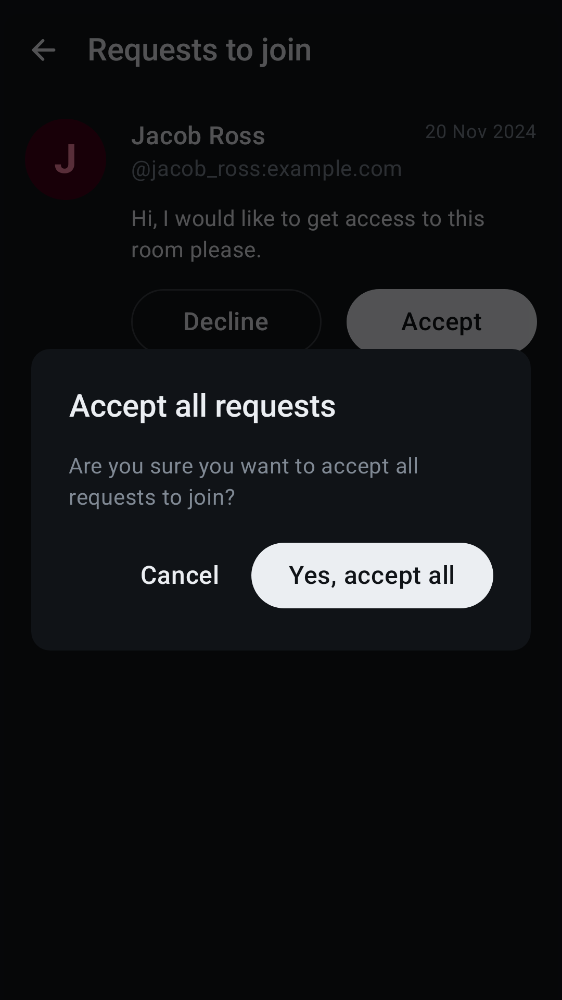 Requests to join
J
Jacob Ross
20 Nov 2024
@jacob_ross:example.com
Hi, I would like to get access to this
room please.
Decline
Accept
Accept all requests
Are you sure you want to accept all
requests to join?
Cancel
Yes, accept all